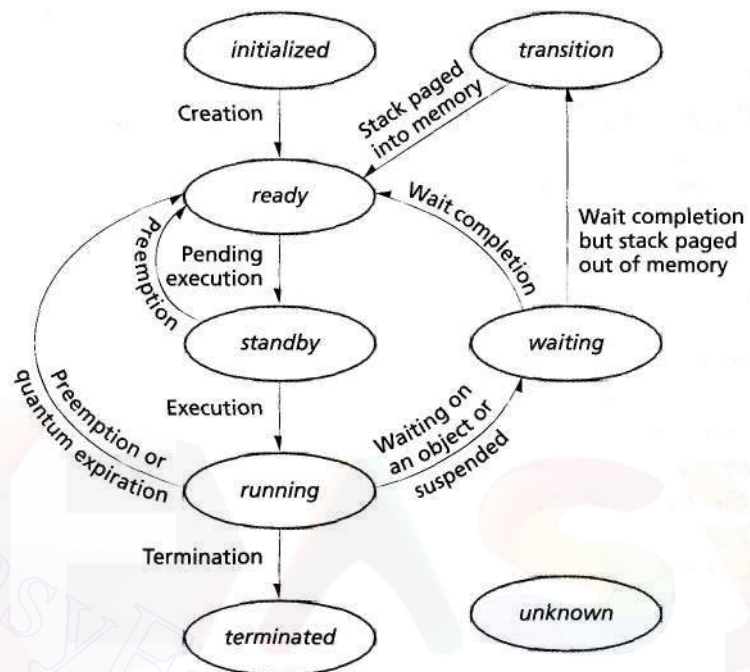 initialized
transition
Creation
Stack paged
into memory
ready
Wait completion
Preemption
Pending
execution
Wait completion
but stack paged
out of memory
standby
waiting
Preemption or
quantum expiration
Execution
Waiting on
an object or
suspended
running
Termination
unknown
terminated